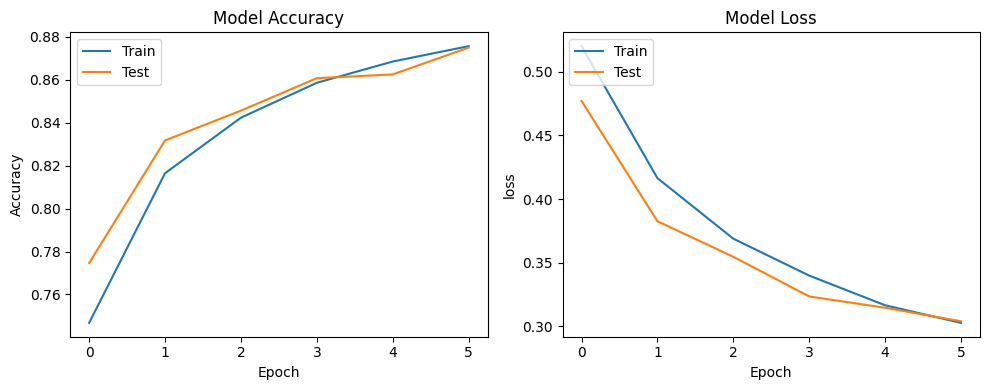 Model Accuracy
Train
Test
0.88
0.86
0.84
0.82
0.80
0.78
0.76
Accuracy
0 1 2 3 4 5
Epoch
Model Loss
Train
Test
0.50
0.45
0.40
0.35
0.30
loss
0 1 2 3 4 5
Epoch